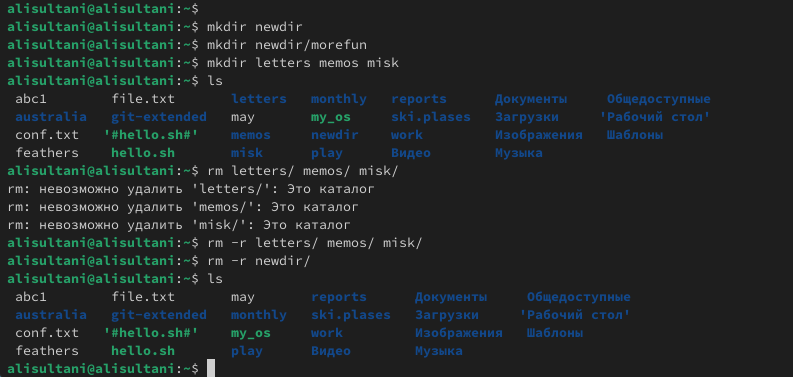 alisultani@alisultani:~$
alisultani@alisultani:~$ mkdir newdir
alisultani@alisultani:~$ mkdir newdir/morefun
alisultani@alisultani:~$ mkdir letters memos misk
alisultani@alisultani:~$ ls
abc1 file.txt letters monthly reports Документы Общедоступные
australia git-extended may my_os ski.plases Загрузки 'Рабочий стол'
conf.txt '#hello.sh#' memos newdir work Изображения Шаблоны
feathers hello.sh misk play Видео Музыка
alisultani@alisultani:~$ rm letters/ memos/ misk/
rm: невозможно удалить 'letters/': Это каталог
rm: невозможно удалить 'memos/': Это каталог
rm: невозможно удалить 'misk/': Это каталог
alisultani@alisultani:~$ rm -r letters/ memos/ misk/
alisultani@alisultani:~$ rm -r newdir/
alisultani@alisultani:~$ ls
abc1 file.txt may reports Документы Общедоступные
australia git-extended monthly ski.plases Загрузки 'Рабочий стол'
conf.txt '#hello.sh#' my_os work Изображения Шаблоны
feathers hello.sh play Видео Музыка
alisultani@alisultani:~$